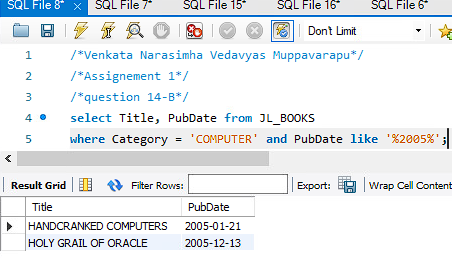 SQL File 8*
SQL File 7*
SQL File 15*
SQL File 16*
SQL File 6*
Don't Limit
1 /*Venkata Narasimha Vedavyas Muppavarapu*/
2 /*Assignement 1*/
3 /*question 14-B*/
4 select Title, PubDate from JL_BOOKS
5 where Category = 'COMPUTER' and PubDate like '%2005%';
Result Grid Filter Rows: Export: Wrap Cell Content
Title PubDate
HANDCRANKED COMPUTERS 2005-01-21
HOLY GRAIL OF ORACLE 2005-12-13